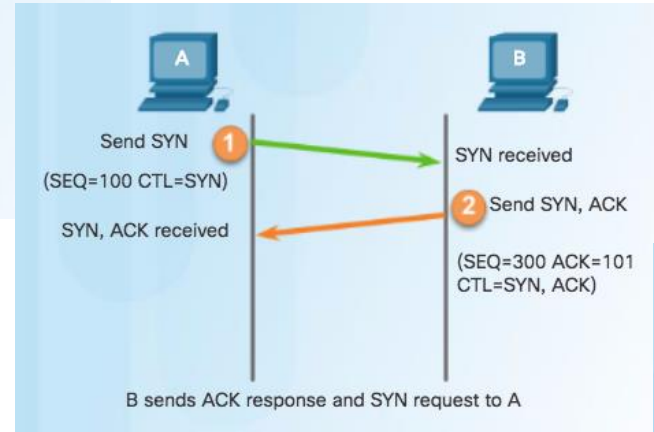 A
B
Send SYN
1
(SEQ=100 CTL=SYN)
SYN received
2
Send SYN, ACK
SYN, ACK received
(SEQ=300 ACK=101
CTL=SYN, ACK)
B sends ACK response and SYN request to A